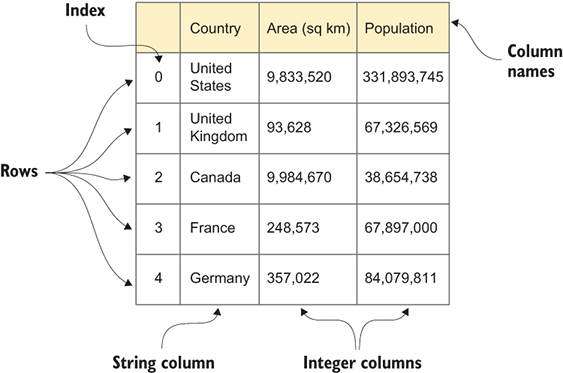 Index
Country Area (sq km) Population
Column
names
0 United
States 9,833,520 331,893,745
1 United
Kingdom 93,628 67,326,569
Rows
2 Canada 9,984,670 38,654,738
3 France 248,573 67,897,000
4 Germany 357,022 84,079,811
String column Integer columns